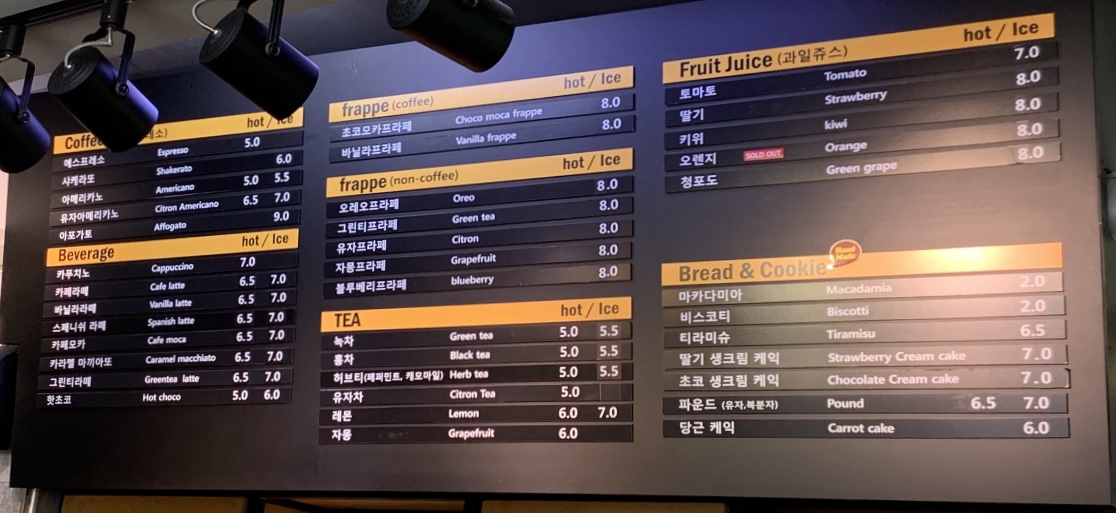 Coffee 레소) hot / Ice
에스프레소 Espresso 5.0
샤케라또 Shakerato 6.0
아메리카노 Americano 5.0 5.5
유자아메리카노 Citron Americano 6.5 7.0
아포가토 Affogato 9.0
Beverage hot / Ice
카푸치노 Cappuccino 7.0
카페라떼 Cafe latte 6.5 7.0
바닐라라떼 Vanilla latte 6.5 7.0
스페니쉬 라떼 Spanish latte 6.5 7.0
카페모카 Cafe moca 6.5 7.0
카라멜 마끼아또 Caramel macchiato 6.5 7.0
그린티라떼 Greentea latte 6.5 7.0
핫초코 Hot choco 5.0 6.0
frappe (coffee) hot / Ice
초코모카프라페 Choco moca frappe 8.0
바닐라프라페 Vanilla frappe 8.0
frappe (non-coffee) hot / Ice
오레오프라페 Oreo 8.0
그린티프라페 Green tea 8.0
유자프라페 Citron 8.0
자몽프라페 Grapefruit 8.0
블루베리프라페 blueberry 8.0
TEA hot / Ice
녹차 Green tea 5.0 5.5
홍차 Black tea 5.0 5.5
허브티(페퍼민트, 캐모마일) Herb tea 5.0 5.5
유자차 Citron Tea 5.0
레몬 Lemon 6.0 7.0
자몽 Grapefruit 6.0
Fruit Juice (과일쥬스) hot / Ice
토마토 Tomato 7.0
딸기 Strawberry 8.0
키위 kiwi 8.0
오렌지 SOLD OUT Orange 8.0
청포도 Green grape 8.0
Bread & Cookie Hand Made
마카다미아 Macadamia 2.0
비스코티 Biscotti 2.0
티라미슈 Tiramisu 6.5
딸기 생크림 케익 Strawberry Cream cake 7.0
초코 생크림 케익 Chocolate Cream cake 7.0
파운드 (유자,복분자) Pound 6.5 7.0
당근 케익 Carrot cake 6.0